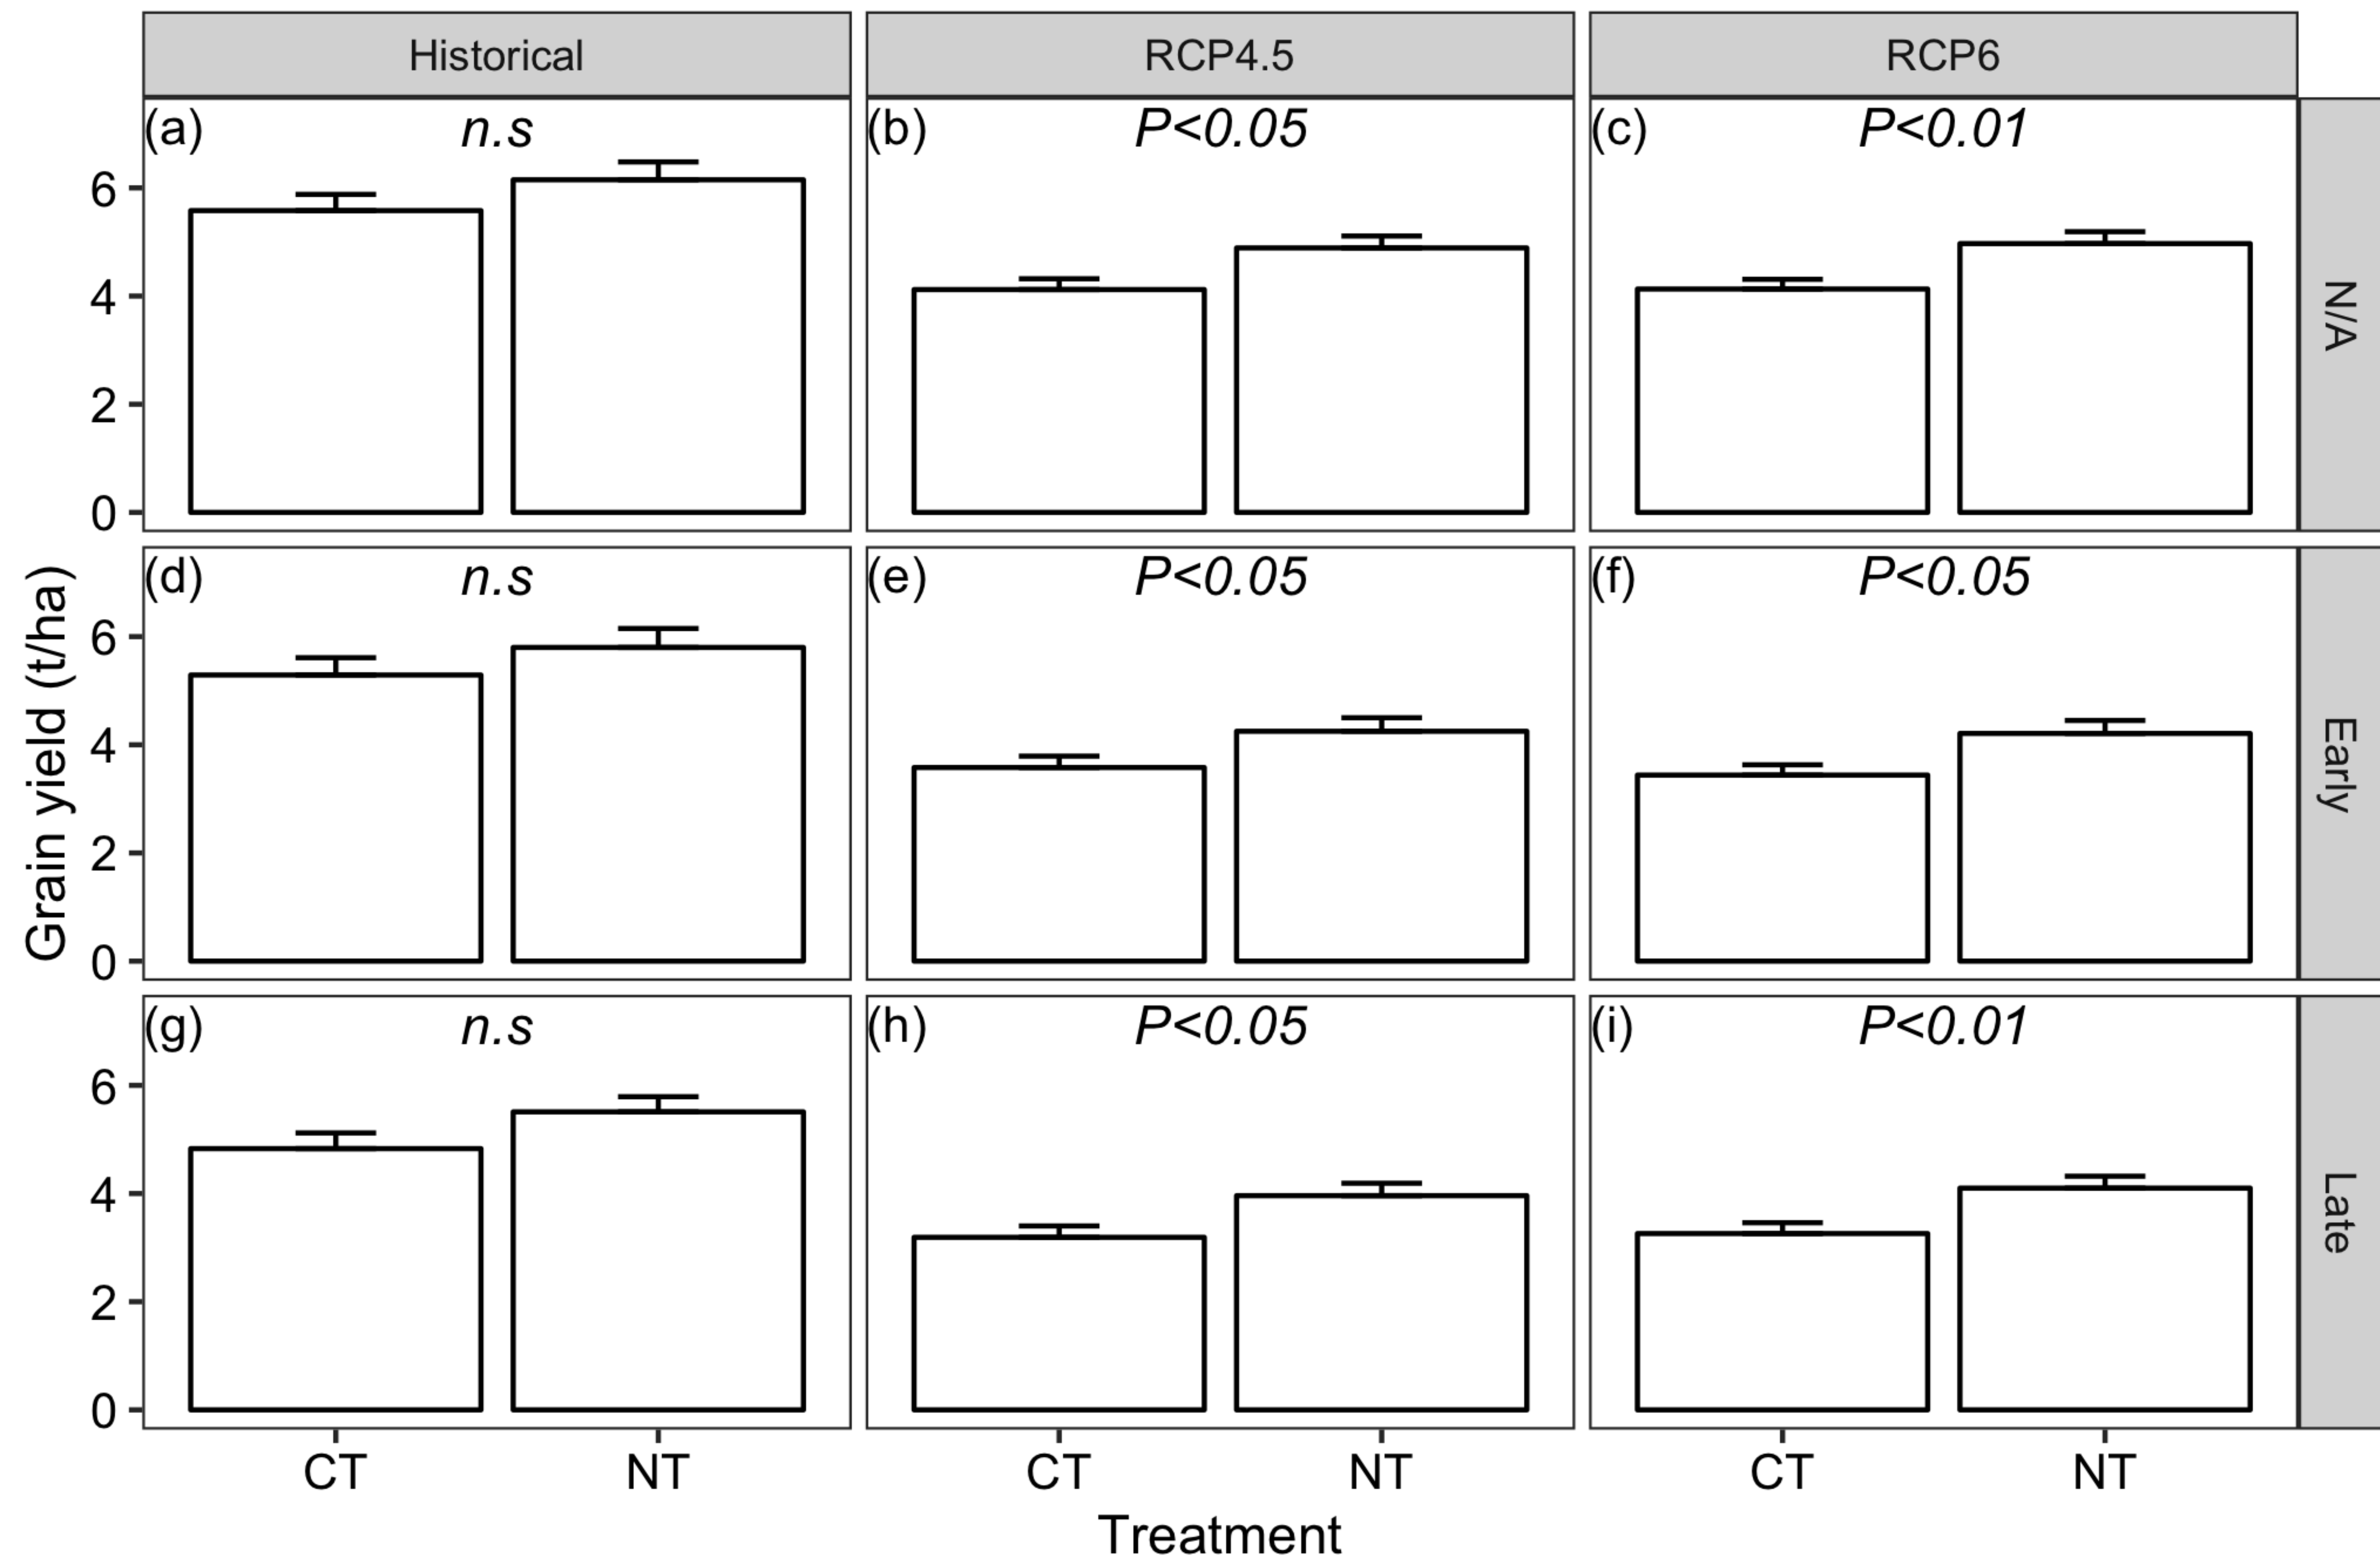 Historical
RCP4.5
RCP6
(a)
n.s
(b)
P<0.05
(c)
P<0.01
6
4
2
0
N/A
(d)
n.s
(e)
P<0.05
(f)
P<0.05
6
4
2
0
Early
Grain yield (t/ha)
(g)
n.s
(h)
P<0.05
(i)
P<0.01
6
4
2
0
Late
CT
NT
CT
NT
CT
NT
Treatment